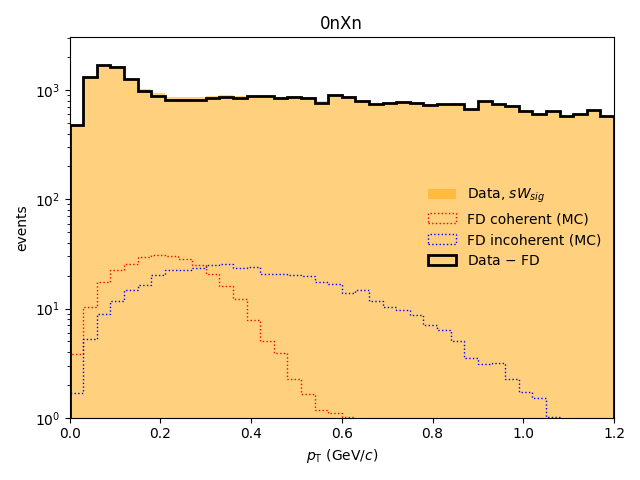 0nXn
events
10³
10²
10¹
10⁰
Data, sW_sig
FD coherent (MC)
FD incoherent (MC)
Data − FD
0.0 0.2 0.4 0.6 0.8 1.0 1.2
p_T (GeV/c)